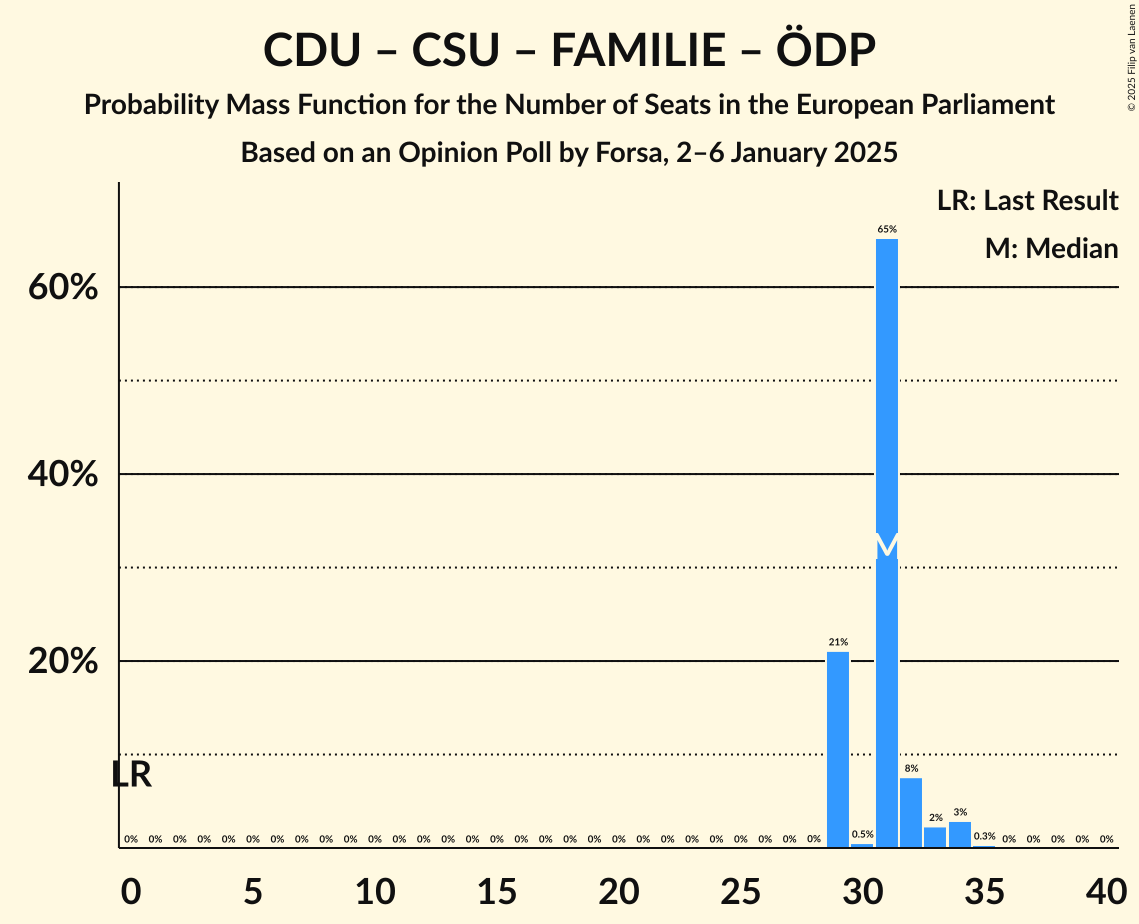 CDU – CSU – FAMILIE – ÖDP
Probability Mass Function for the Number of Seats in the European Parliament
Based on an Opinion Poll by Forsa, 2–6 January 2025
© 2025 Filip van Laenen
LR: Last Result
M: Median
65%
60%
40%
M
21%
20%
LR
8%
3%
2%
0% 0% 0% 0% 0% 0% 0% 0% 0% 0% 0% 0% 0% 0% 0% 0% 0% 0% 0% 0% 0% 0% 0% 0% 0% 0% 0% 0% 0% 0.5% 0.3% 0% 0% 0% 0% 0%
0 5 10 15 20 25 30 35 40